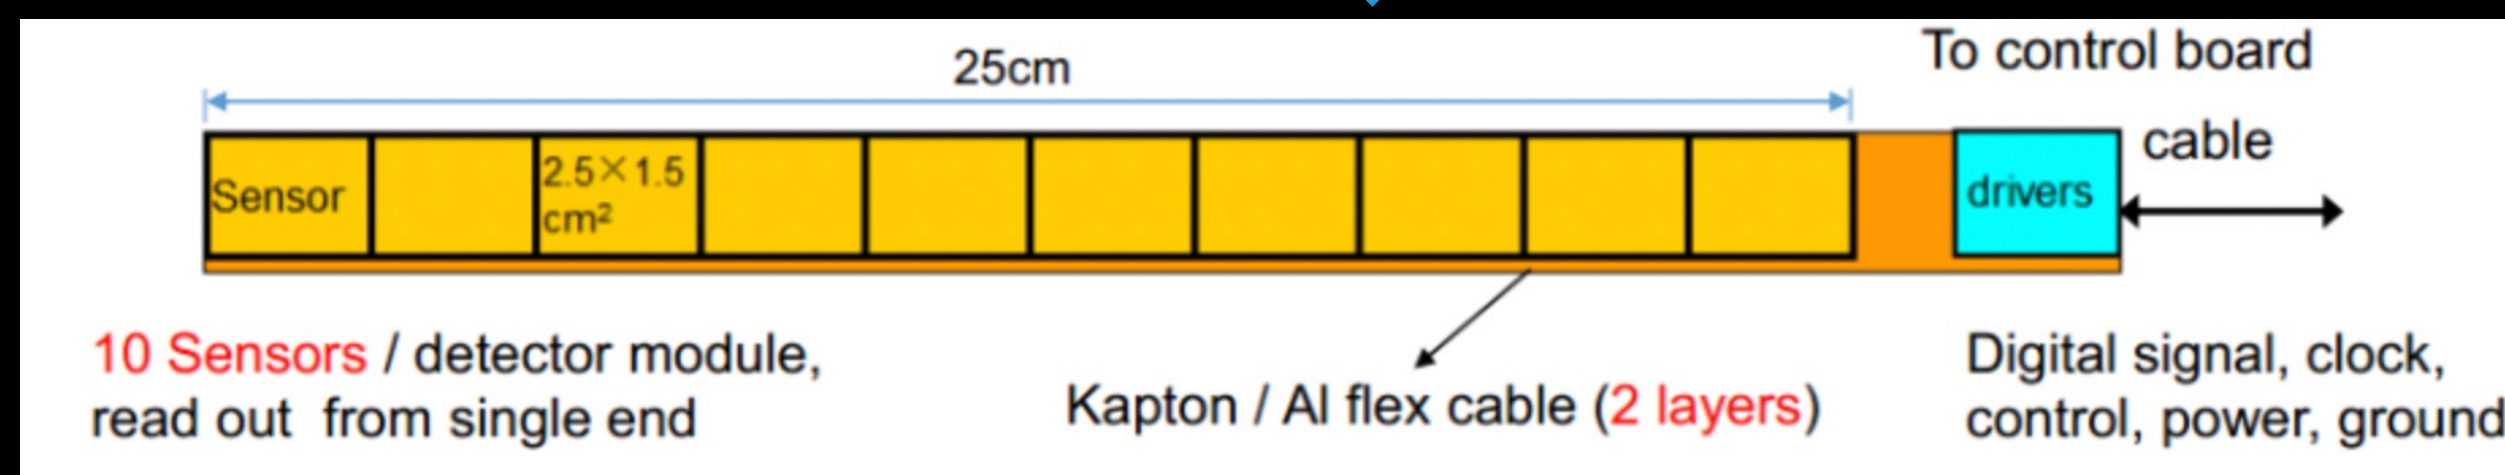 25cm
To control board
cable
Sensor
2.5×1.5
cm²
drivers
10 Sensors / detector module,
read out from single end
Kapton / Al flex cable (2 layers)
Digital signal, clock,
control, power, ground